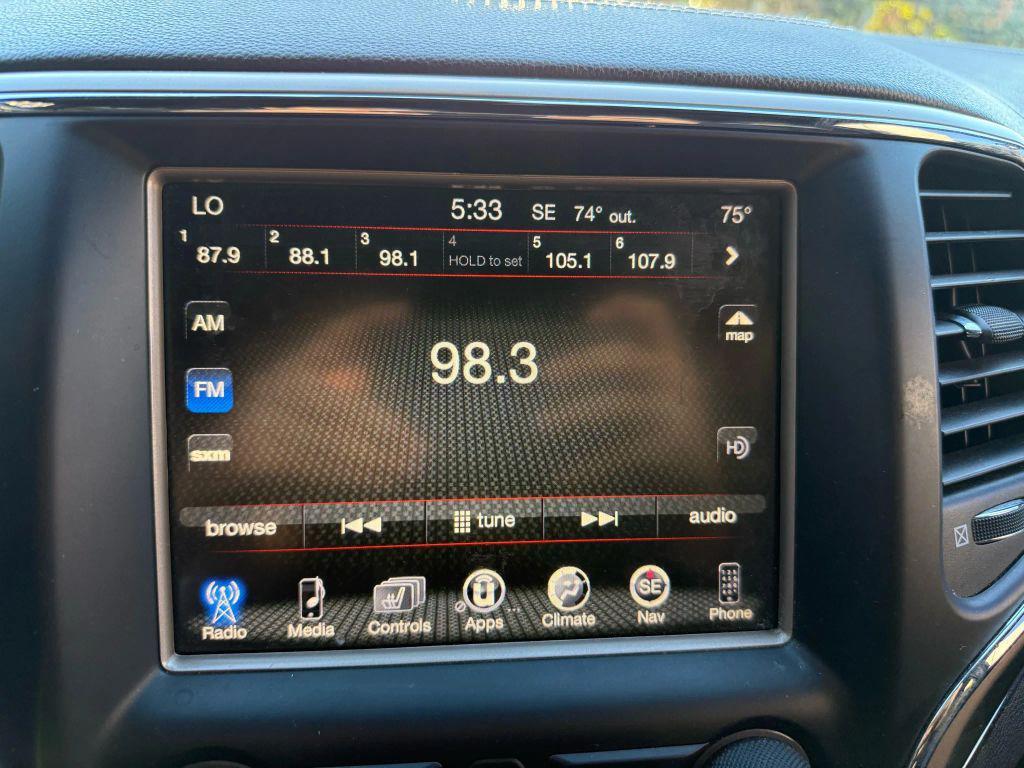 LO 5:33 SE 74° out. 75°
1 87.9 2 88.1 3 98.1 4 HOLD to set 5 105.1 6 107.9
AM map
98.3
FM
sxm HD
browse tune audio
SE
Radio Media Controls Apps Climate Nav Phone